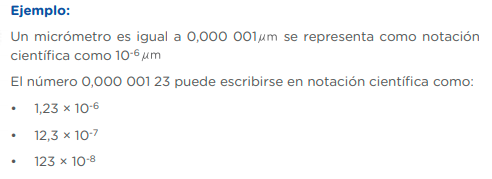 Ejemplo:
Un micrómetro es igual a 0,000 001 μm se representa como notación
científica como 10⁻⁶ μm
El número 0,000 001 23 puede escribirse en notación científica como:
• 1,23 × 10⁻⁶
• 12,3 × 10⁻⁷
• 123 × 10⁻⁸